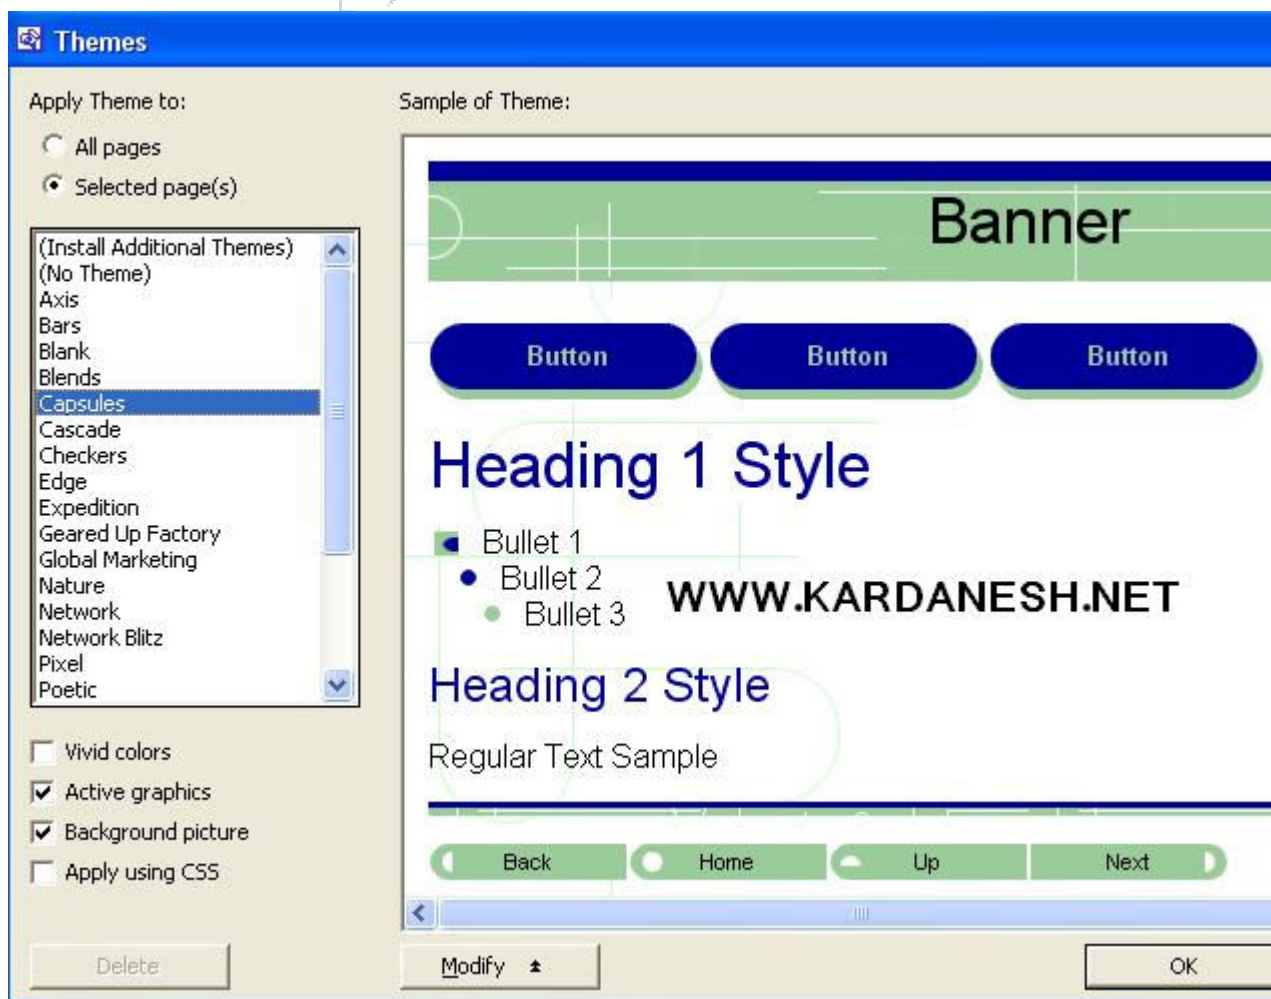 Themes
Apply Theme to:
All pages
Selected page(s)
(Install Additional Themes)
(No Theme)
Axis
Bars
Blank
Blends
Capsules
Cascade
Checkers
Edge
Expedition
Geared Up Factory
Global Marketing
Nature
Network
Network Blitz
Pixel
Poetic
Vivid colors
Active graphics
Background picture
Apply using CSS
Delete
Sample of Theme:
Banner
Button Button Button
Heading 1 Style
Bullet 1
Bullet 2
Bullet 3
WWW.KARDANESH.NET
Heading 2 Style
Regular Text Sample
Back Home Up Next
Modify
OK